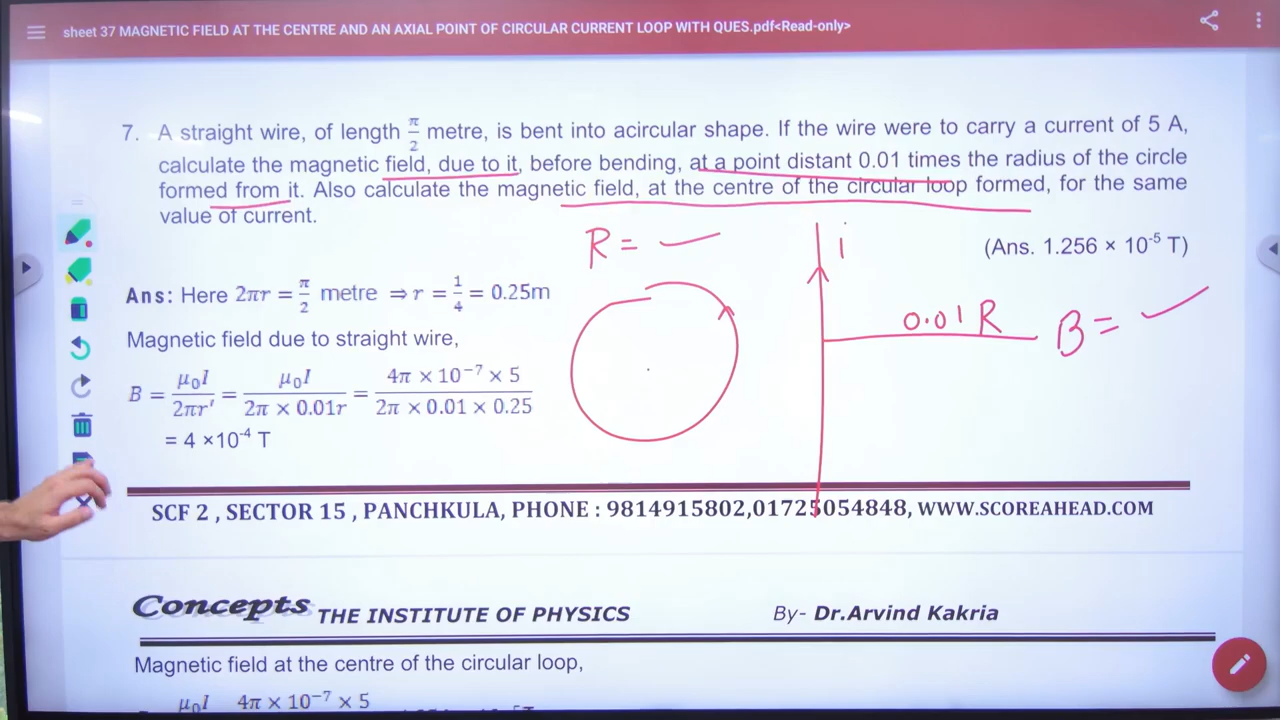 sheet 37 MAGNETIC FIELD AT THE CENTRE AND AN AXIAL POINT OF CIRCULAR CURRENT LOOP WITH QUES.pdf<Read-only>
7. A straight wire, of length π/2 metre, is bent into acircular shape. If the wire were to carry a current of 5 A,
calculate the magnetic field, due to it, before bending, at a point distant 0.01 times the radius of the circle
formed from it. Also calculate the magnetic field, at the centre of the circular loop formed, for the same
value of current.
R =
i
(Ans. 1.256 × 10⁻⁵ T)
Ans: Here 2πr = π/2 metre ⇒ r = 1/4 = 0.25m
0.01 R
B =
Magnetic field due to straight wire,
B = μ₀I/2πr' = μ₀I/2π × 0.01r = 4π × 10⁻⁷ × 5/2π × 0.01 × 0.25
= 4 ×10⁻⁴ T
SCF 2 , SECTOR 15 , PANCHKULA, PHONE : 9814915802,01725054848, WWW.SCOREAHEAD.COM
Concepts THE INSTITUTE OF PHYSICS By- Dr.Arvind Kakria
Magnetic field at the centre of the circular loop,
μ₀I 4π × 10⁻⁷ × 5